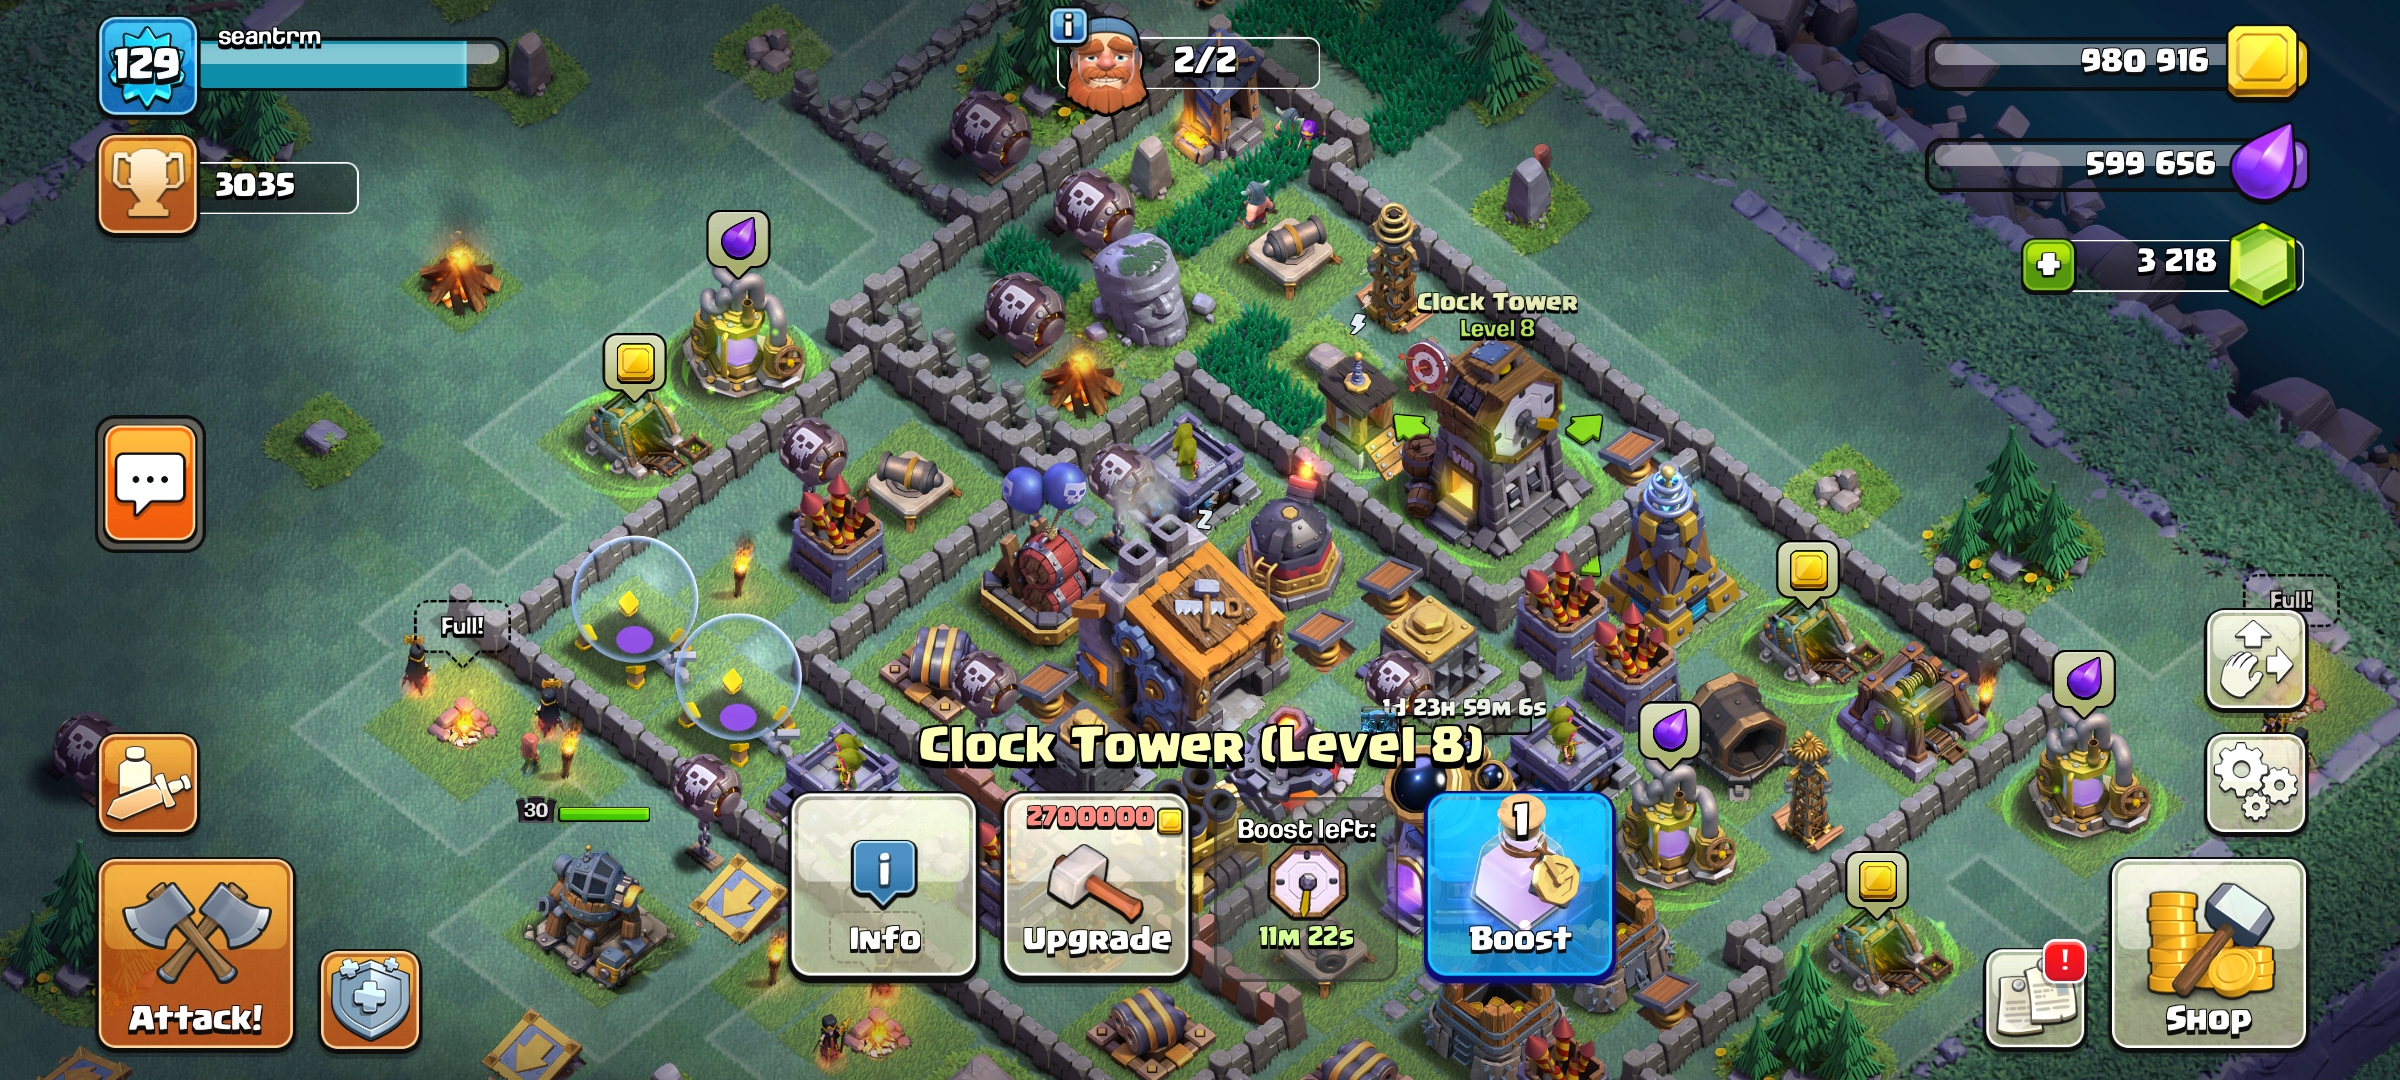 129
seantrm
2/2
980 916
3035
599 656
3 218
Clock Tower
Level 8
z
z
Full!
Full!
1d 23h 59m 6s
Clock Tower (Level 8)
30
2700000
Boost left:
1
i
i
Info
Upgrade
11m 22s
Boost
Attack!
!
Shop